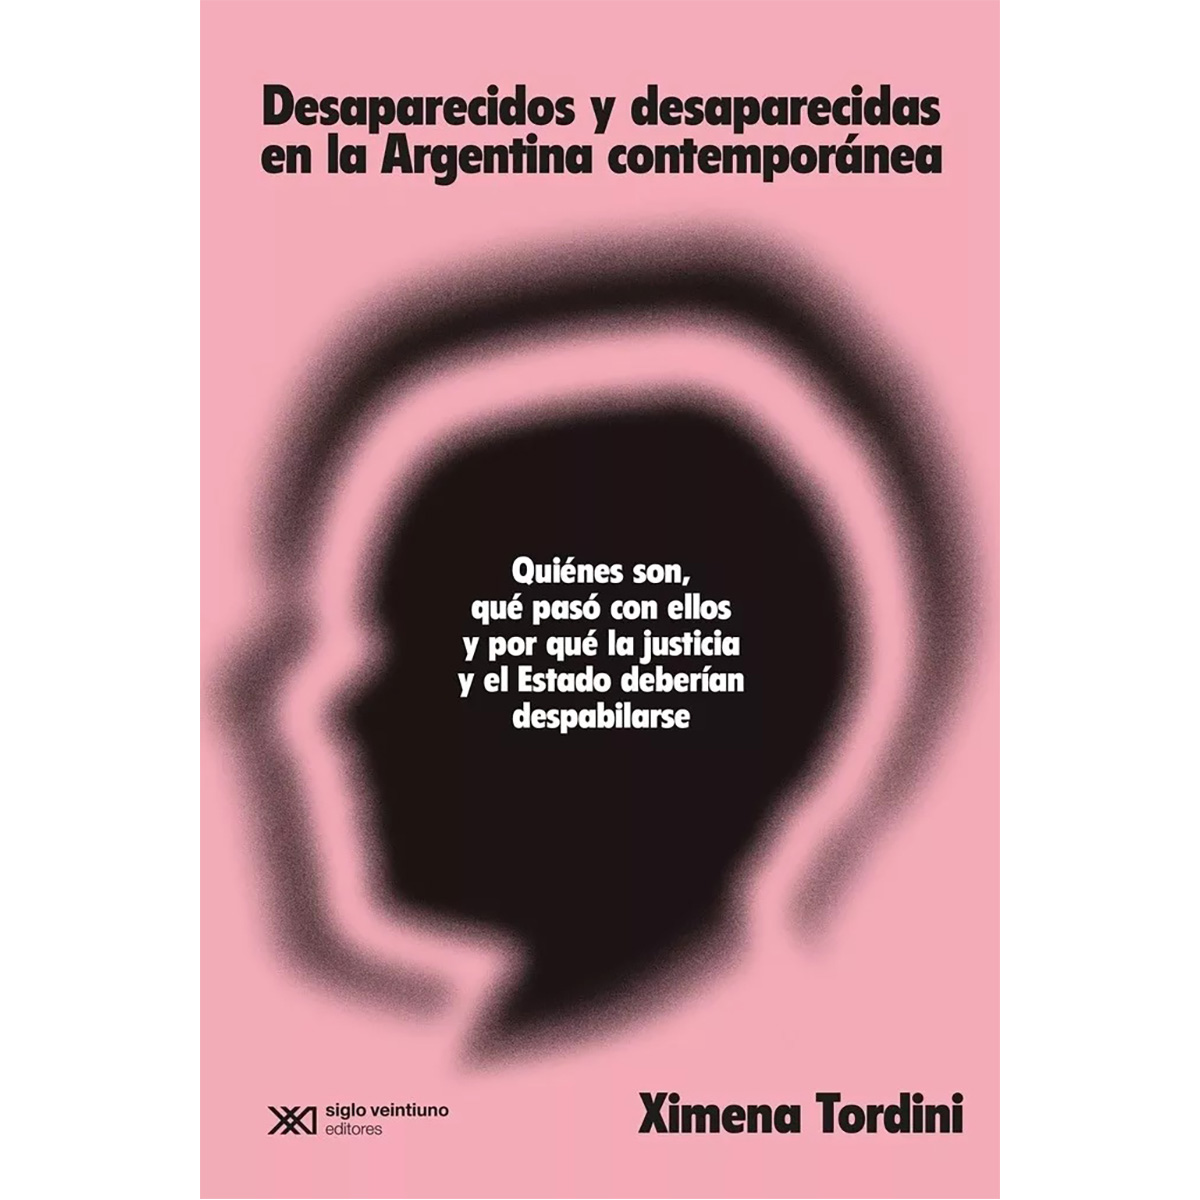 Desaparecidos y desaparecidas
en la Argentina contemporánea
Quiénes son,
qué pasó con ellos
y por qué la justicia
y el Estado deberían
despabilarse
siglo veintiuno
editores
Ximena Tordini